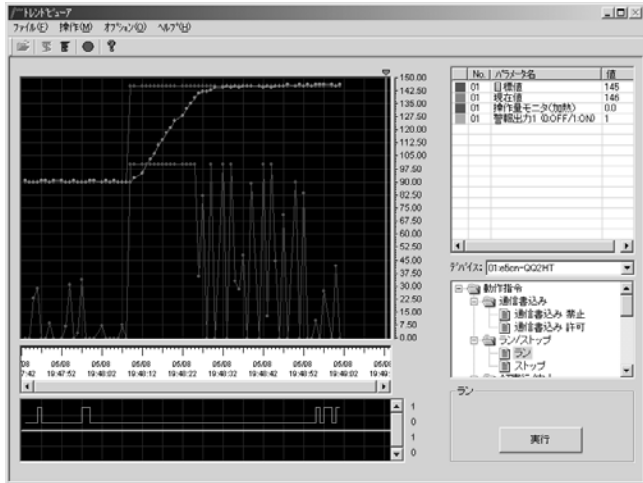 トレンドビューア
ファイル(F) 操作(M) オプション(O) ヘルプ(H)
150.00
142.50
135.00
127.50
120.00
112.50
105.00
97.50
90.00
82.50
75.00
67.50
60.00
52.50
45.00
37.50
30.00
22.50
15.00
7.50
0.00
No. パラメータ名 値
01 目標値 145
01 現在値 146
01 操作量モニタ(加熱) 0.0
01 警報出力1 (0:OFF/1:ON) 1
デバイス: 01:e5cn-QQ2HT
動作指令
通信書込み
通信書込み 禁止
通信書込み 許可
ラン/ストップ
ラン
ストップ
/08 05/08 05/08 05/08 05/08 05/08 05/08 05/08 05/0
7:42 19:47:52 19:48:02 19:48:12 19:48:22 19:48:32 19:48:42 19:48:52 19:49:02 19:49:
1
0
1
0
ラン
実行